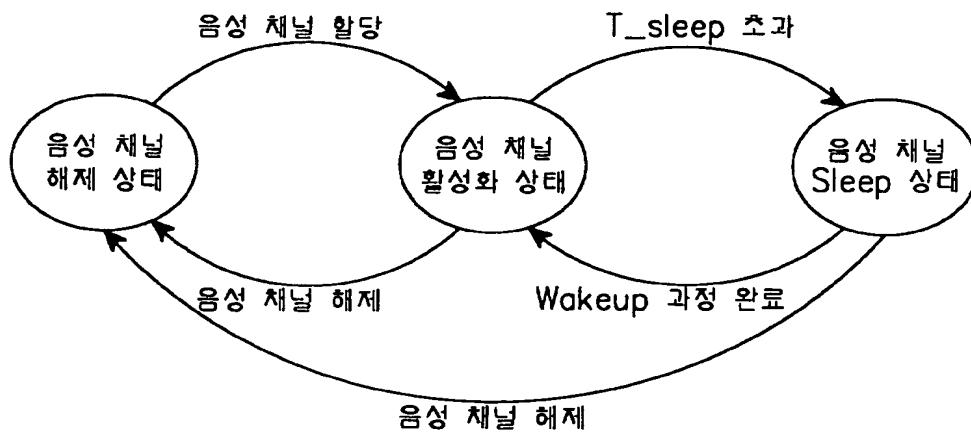 음성 채널 할당
T_sleep 초과
음성 채널
해제 상태
음성 채널
활성화 상태
음성 채널
Sleep 상태
음성 채널 해제
Wakeup 과정 완료
음성 채널 해제